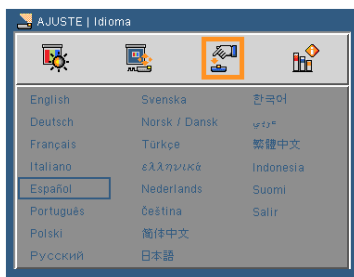 AJUSTE | Idioma
English Svenska 한국어
Deutsch Norsk / Dansk عربي
Français Türkçe 繁體中文
Italiano ελληνικά Indonesia
Español Nederlands Suomi
Português Čeština Salir
Polski 简体中文
Русский 日本語